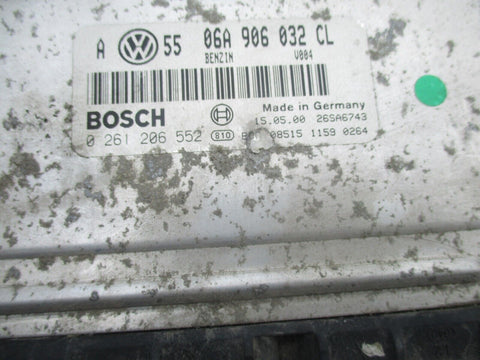 A VW 55 06A 906 032 CL
BENZIN V004
BOSCH Made in Germany
15.05.00 26SA6743
0 261 206 552 810 08515 1159 0264